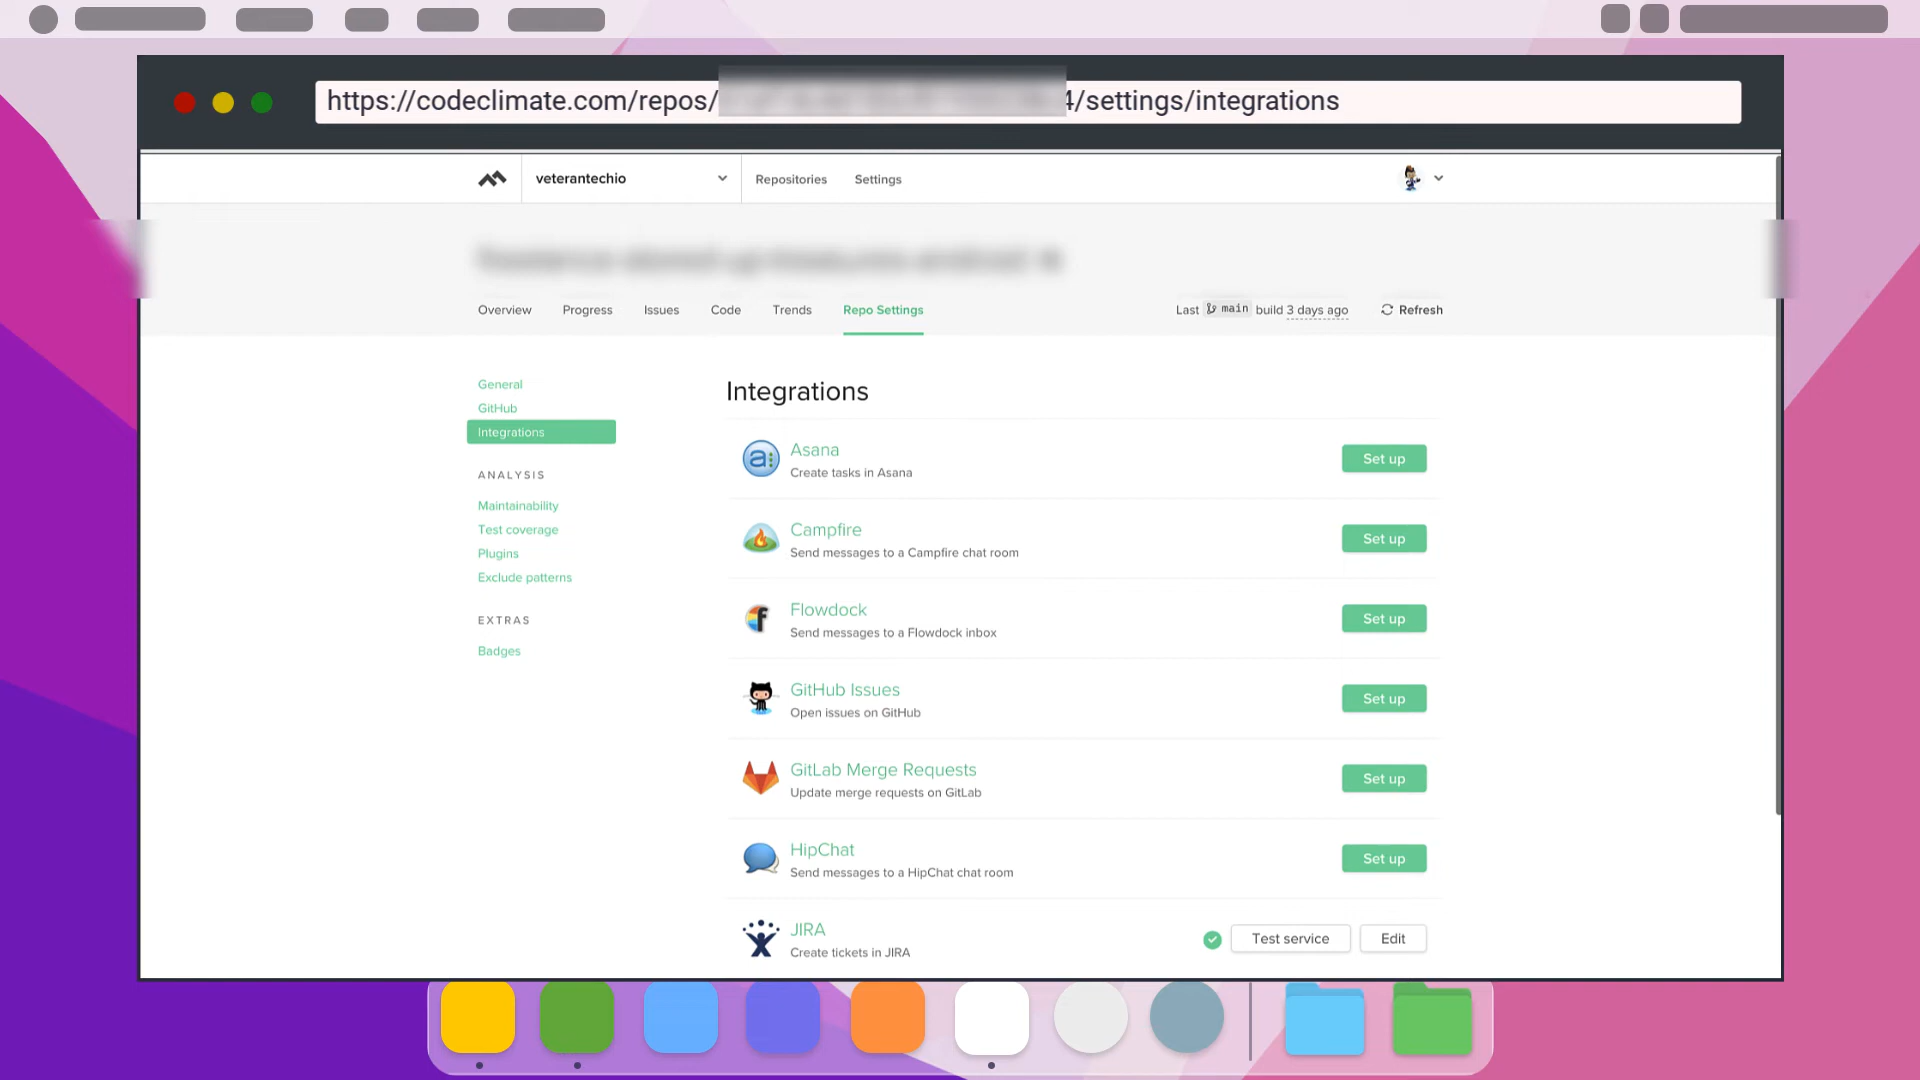 https://codeclimate.com/repos/ 4/settings/integrations
veterantechio
Repositories
Settings
Overview
Progress
Issues
Code
Trends
Repo Settings
Last main build 3 days ago
Refresh
General
GitHub
Integrations
ANALYSIS
Maintainability
Test coverage
Plugins
Exclude patterns
EXTRAS
Badges
Integrations
Asana
Create tasks in Asana
Set up
Campfire
Send messages to a Campfire chat room
Set up
Flowdock
Send messages to a Flowdock inbox
Set up
GitHub Issues
Open issues on GitHub
Set up
GitLab Merge Requests
Update merge requests on GitLab
Set up
HipChat
Send messages to a HipChat chat room
Set up
JIRA
Create tickets in JIRA
Test service
Edit